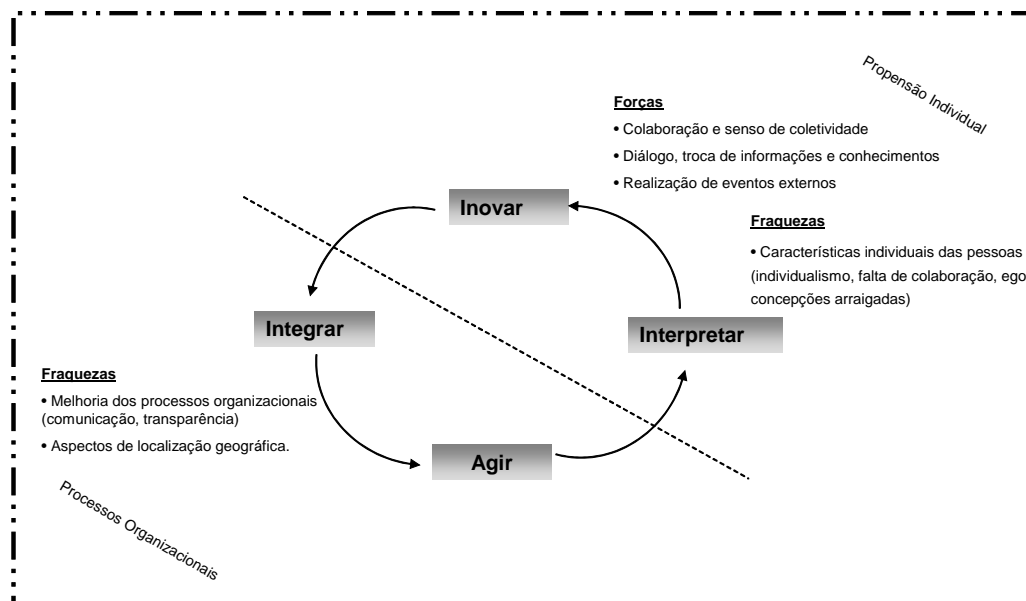 Propensão Individual
Forças
• Colaboração e senso de coletividade
• Diálogo, troca de informações e conhecimentos
• Realização de eventos externos
Inovar
Fraquezas
• Características individuais das pessoas
(individualismo, falta de colaboração, ego
concepções arraigadas)
Integrar
Interpretar
Fraquezas
• Melhoria dos processos organizacionais
(comunicação, transparência)
• Aspectos de localização geográfica.
Agir
Processos Organizacionais